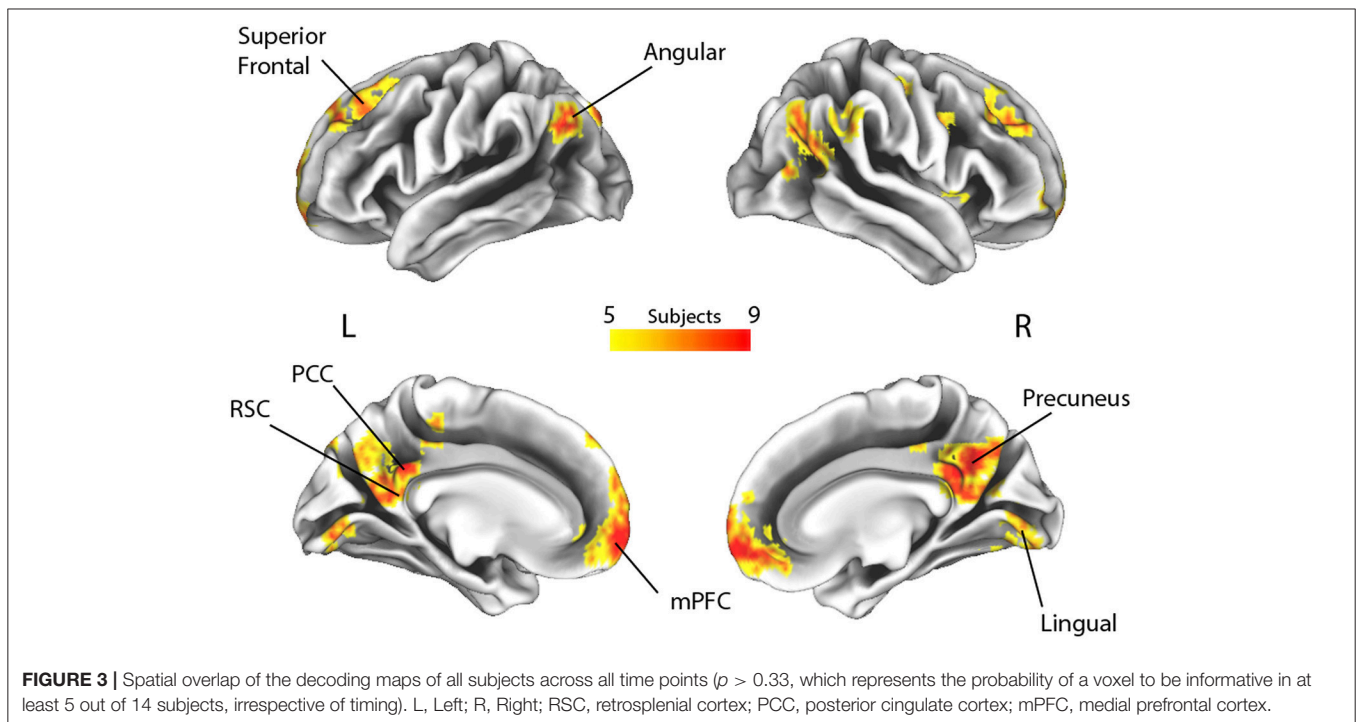 Superior
Frontal
Angular
L
5 Subjects 9
R
PCC
RSC
Precuneus
mPFC
Lingual
FIGURE 3 | Spatial overlap of the decoding maps of all subjects across all time points (p > 0.33, which represents the probability of a voxel to be informative in at
least 5 out of 14 subjects, irrespective of timing). L, Left; R, Right; RSC, retrosplenial cortex; PCC, posterior cingulate cortex; mPFC, medial prefrontal cortex.